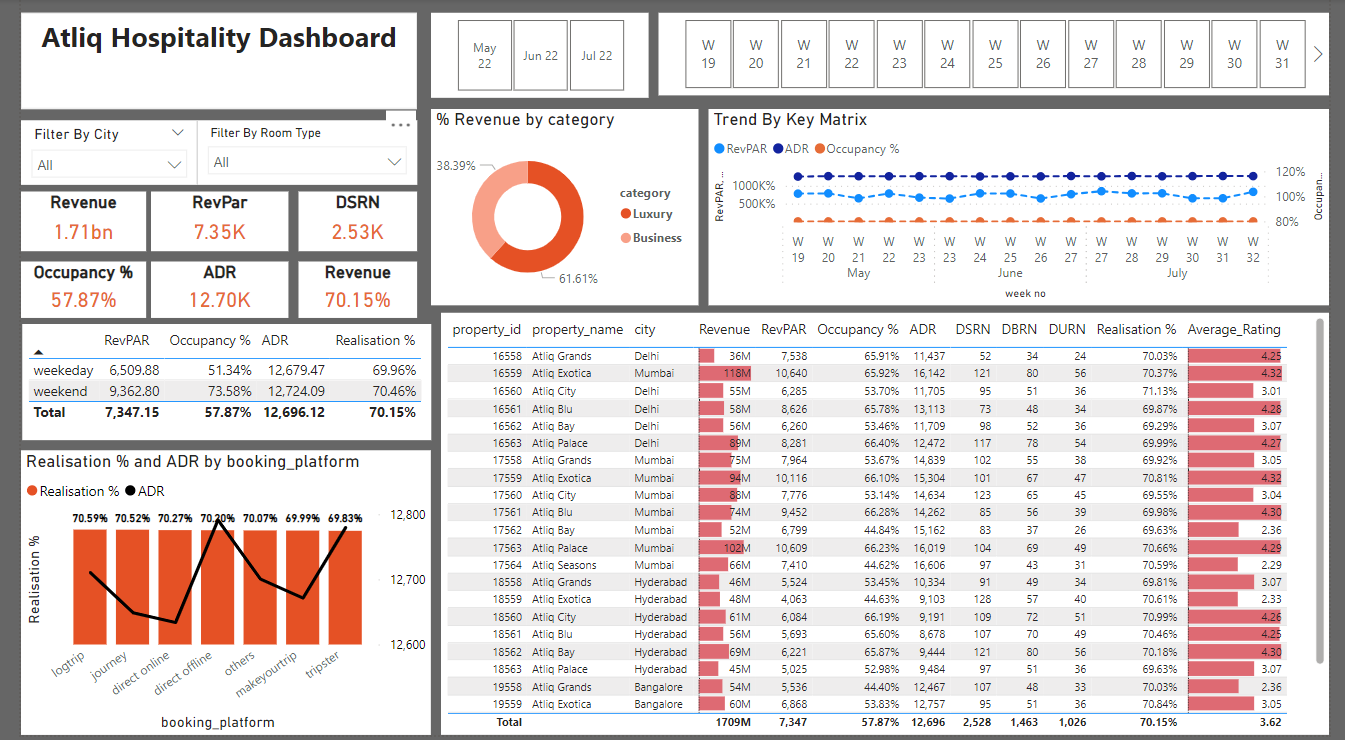 Atliq Hospitality Dashboard
May 22
Jun 22
Jul 22
W 19
W 20
W 21
W 22
W 23
W 24
W 25
W 26
W 27
W 28
W 29
W 30
W 31
Filter By City
All
Filter By Room Type
All
Revenue
1.71bn
RevPar
7.35K
DSRN
2.53K
Occupancy %
57.87%
ADR
12.70K
Revenue
70.15%
RevPAR Occupancy % ADR Realisation %
weekeday 6,509.88 51.34% 12,679.47 69.96%
weekend 9,362.80 73.58% 12,724.09 70.46%
Total 7,347.15 57.87% 12,696.12 70.15%
Realisation % and ADR by booking_platform
Realisation % ADR
70.59% 70.52% 70.27% 70.20% 70.07% 69.99% 69.83%
12,800
12,700
12,600
Realisation %
logtrip
journey
direct online
direct offline
others
makeyourtrip
tripster
booking_platform
% Revenue by category
38.39%
61.61%
category
Luxury
Business
Trend By Key Matrix
RevPAR ADR Occupancy %
RevPAR, ...
1000K%
500K%
120%
100%
80%
Occupan...
W 19
W 20
W 21
W 22
W 23
W 23
W 24
W 25
W 26
W 27
W 27
W 28
W 29
W 30
W 31
W 32
May
June
July
week no
property_id property_name city Revenue RevPAR Occupancy % ADR DSRN DBRN DURN Realisation % Average_Rating
16558 Atliq Grands Delhi 36M 7,538 65.91% 11,437 52 34 24 70.03% 4.25
16559 Atliq Exotica Mumbai 118M 10,640 65.92% 16,142 121 80 56 70.37% 4.32
16560 Atliq City Delhi 55M 6,285 53.70% 11,705 95 51 36 71.13% 3.01
16561 Atliq Blu Delhi 58M 8,626 65.78% 13,113 73 48 34 69.87% 4.28
16562 Atliq Bay Delhi 56M 6,260 53.46% 11,709 98 52 36 69.29% 3.07
16563 Atliq Palace Delhi 89M 8,281 66.40% 12,472 117 78 54 69.99% 4.27
17558 Atliq Grands Mumbai 75M 7,964 53.67% 14,839 102 55 38 69.92% 3.05
17559 Atliq Exotica Mumbai 94M 10,116 66.10% 15,304 101 67 47 70.81% 4.32
17560 Atliq City Mumbai 88M 7,776 53.14% 14,634 123 65 45 69.55% 3.04
17561 Atliq Blu Mumbai 74M 9,452 66.28% 14,262 85 56 39 69.98% 4.30
17562 Atliq Bay Mumbai 52M 6,799 44.84% 15,162 83 37 26 69.63% 2.36
17563 Atliq Palace Mumbai 102M 10,609 66.23% 16,019 104 69 49 70.66% 4.29
17564 Atliq Seasons Mumbai 66M 7,410 44.62% 16,606 97 43 31 70.59% 2.29
18558 Atliq Grands Hyderabad 46M 5,524 53.45% 10,334 91 49 34 69.81% 3.07
18559 Atliq Exotica Hyderabad 48M 4,063 44.63% 9,103 128 57 40 70.61% 2.33
18560 Atliq City Hyderabad 61M 6,084 66.19% 9,191 109 72 51 70.99% 4.26
18561 Atliq Blu Hyderabad 56M 5,693 65.60% 8,678 107 70 49 70.46% 4.25
18562 Atliq Bay Hyderabad 69M 6,221 65.87% 9,444 121 80 56 70.18% 4.30
18563 Atliq Palace Hyderabad 45M 5,025 52.98% 9,484 97 51 36 69.63% 3.07
19558 Atliq Grands Bangalore 54M 5,536 44.40% 12,467 107 48 33 70.03% 2.36
19559 Atliq Exotica Bangalore 60M 6,868 53.83% 12,757 95 51 36 70.84% 3.05
Total 1709M 7,347 57.87% 12,696 2,528 1,463 1,026 70.15% 3.62